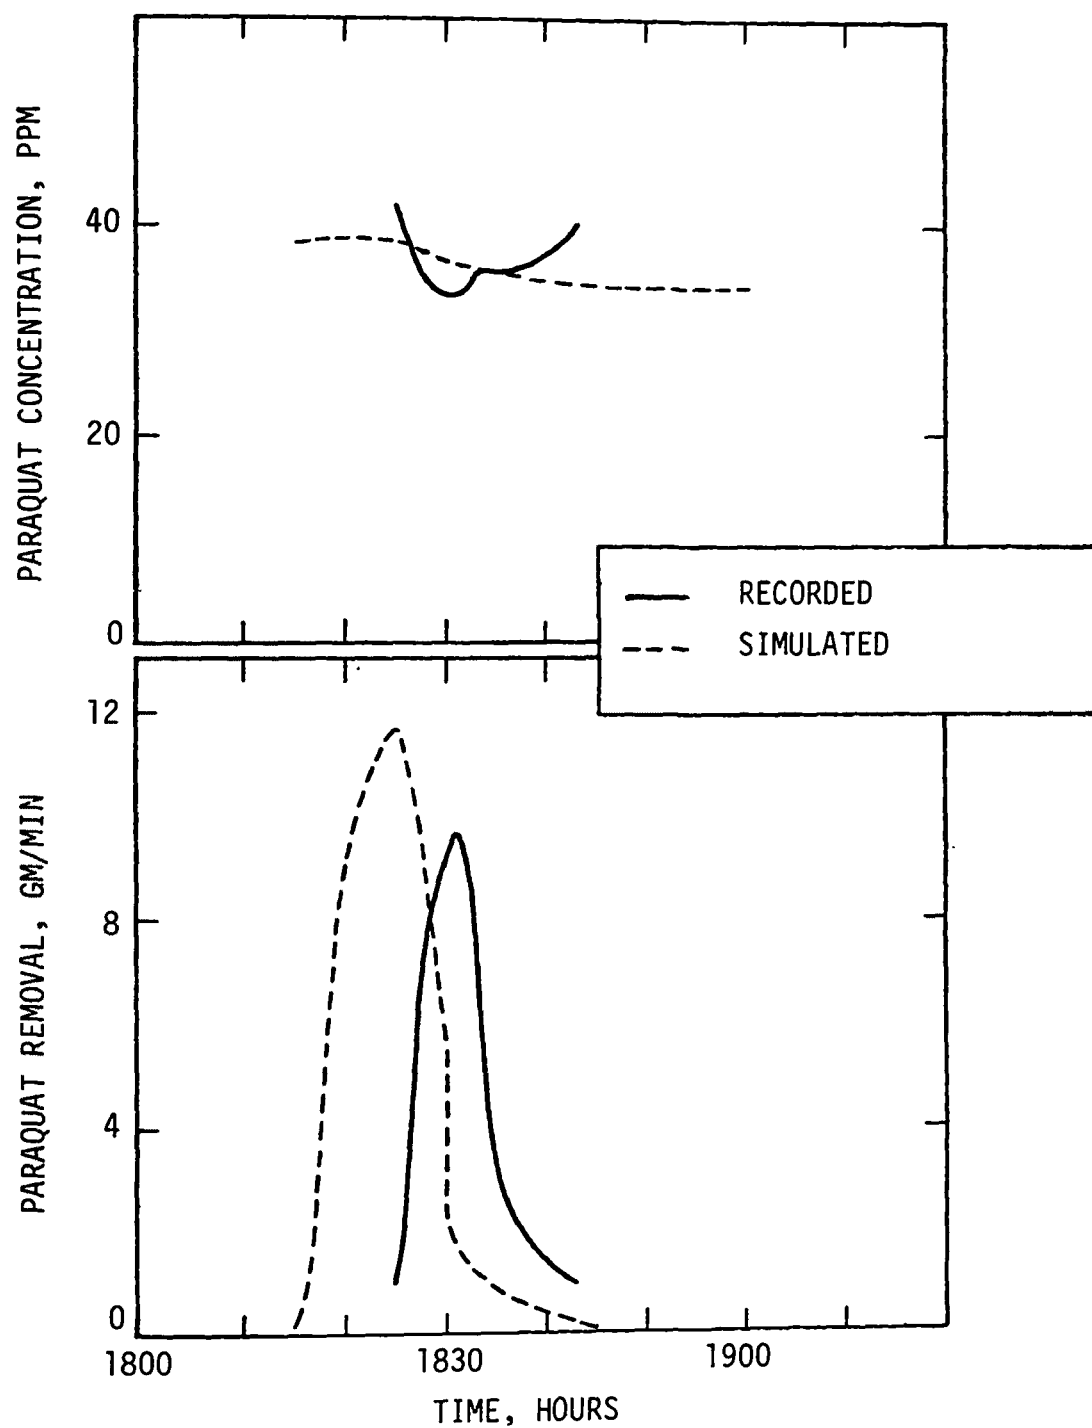 PARAQUAT CONCENTRATION, PPM
40
20
0
RECORDED
SIMULATED
PARAQUAT REMOVAL, GM/MIN
12
8
4
0
1800
1830
1900
TIME, HOURS